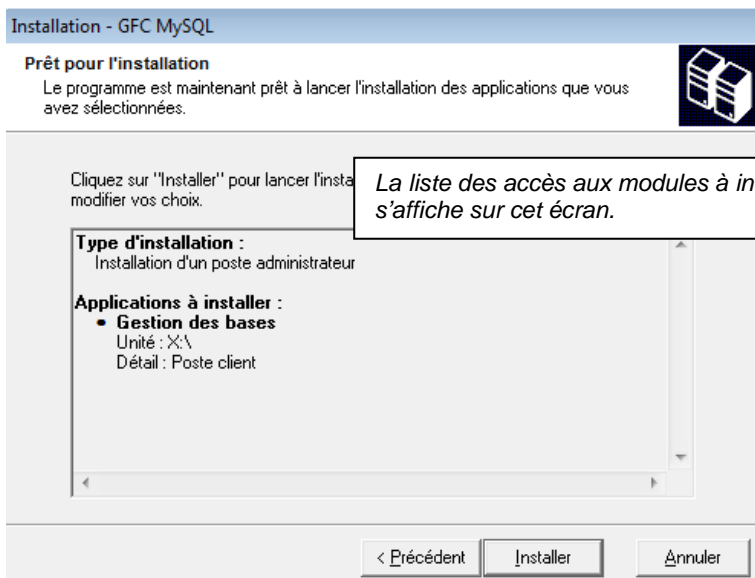 Installation - GFC MySQL
Prêt pour l'installation
Le programme est maintenant prêt à lancer l'installation des applications que vous
avez sélectionnées.
Cliquez sur "Installer" pour lancer
modifier vos choix.
La liste des accès aux modules à
s'affiche sur cet écran.
Type d'installation :
Installation d'un poste administrateur
Applications à installer :
• Gestion des bases
Unité : X:\
Détail : Poste client
< Précédent
Installer
Annuler